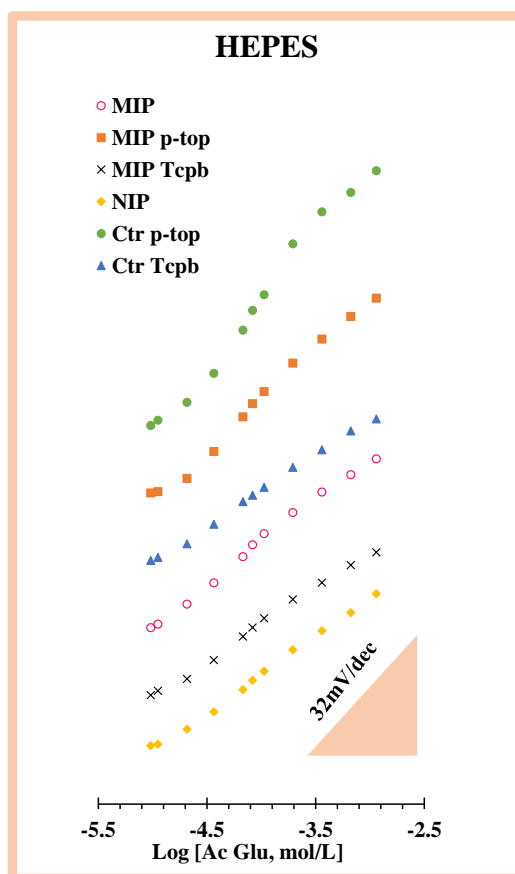 HEPES
MIP
MIP p-top
MIP Tcpb
NIP
Ctr p-top
Ctr Tcpb
32mV/dec
-5.5 -4.5 -3.5 -2.5
Log [Ac Glu, mol/L]